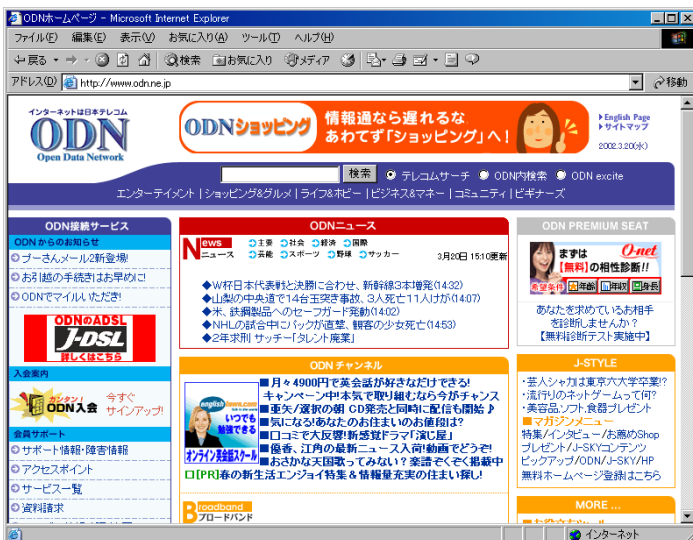 ODNホームページ - Microsoft Internet Explorer
ファイル(F) 編集(E) 表示(V) お気に入り(A) ツール(T) ヘルプ(H)
戻る 検索 お気に入り メディア
アドレス(D) http://www.odn.ne.jp 移動
インターネットは日本テレコム
ODN
Open Data Network
ODNショッピング
情報通なら遅れるな
あわてず「ショッピング」へ!
English Page
サイトマップ
2002.3.20(水)
検索 テレコムサーチ ODN内検索 ODN excite
エンターテイメント | ショッピング&グルメ | ライフ&ホビー | ビジネス&マネー | コミュニティ | ビギナーズ
ODN接続サービス
ODNからのお知らせ
プーさんメール2新登場!
お引越の手続きはお早めに!
ODNでマイルいただき!
ODNのADSL
J-DSL
詳しくはこちら
入会案内
カンタン!
ODN入会
今すぐ
サインアップ!
会員サポート
サポート情報・障害情報
アクセスポイント
サービス一覧
資料請求
ODNニュース
News
ニュース
主要 社会 経済 国際
芸能 スポーツ 野球 サッカー
3月20日 15:10更新
◆W杯日本代表戦と決勝に合わせ、新幹線3本増発(14:32)
◆山梨の中央道で14台玉突き事故、3人死亡11人けが(14:07)
◆米、鉄鋼製品へのセーフガード発動(14:02)
◆NHLの試合中にパックが直撃、観客の少女死亡(14:53)
◆2年求刑 サッチー「タレント廃業」
ODN チャンネル
englishtown.com
いつでも
勉強できる
オンライン英会話スクール
■月々4900円で英会話が好きなだけできる!
キャンペーン中!本気で取り組むなら今がチャンス
■亜矢/選択の朝 CD発売と同時に配信も開始♪
■気になる!あなたのお住まいのお値段は?
■口コミで大反響!新感覚ドラマ「演じ屋」
■優香、江角の最新ニュース入荷!動画でどうぞ!
■おさかな天国歌ってみない?楽譜ぞくぞく掲載中
□[PR]春の新生活エンジョイ特集&情報量充実の住まい探し!
Broadband
ブロードバンド
ODN PREMIUM SEAT
まずは
【無料】の相性診断!!
O-net
希望条件 年齢 年収 身長
あなたを求めているお相手
を診断しませんか?
【無料診断テスト実施中】
J-STYLE
・芸人シャカは東京六大学卒業!?
・流行りのネットゲームって何?
・美容品、ソフト、食器プレゼント
■マガジンメニュー
特集/インタビュー/お薦めShop
プレゼント/J-SKYコンテンツ
ピックアップ/ODN/J-SKY/HP
無料ホームページ登録はこちら
MORE ...
インターネット